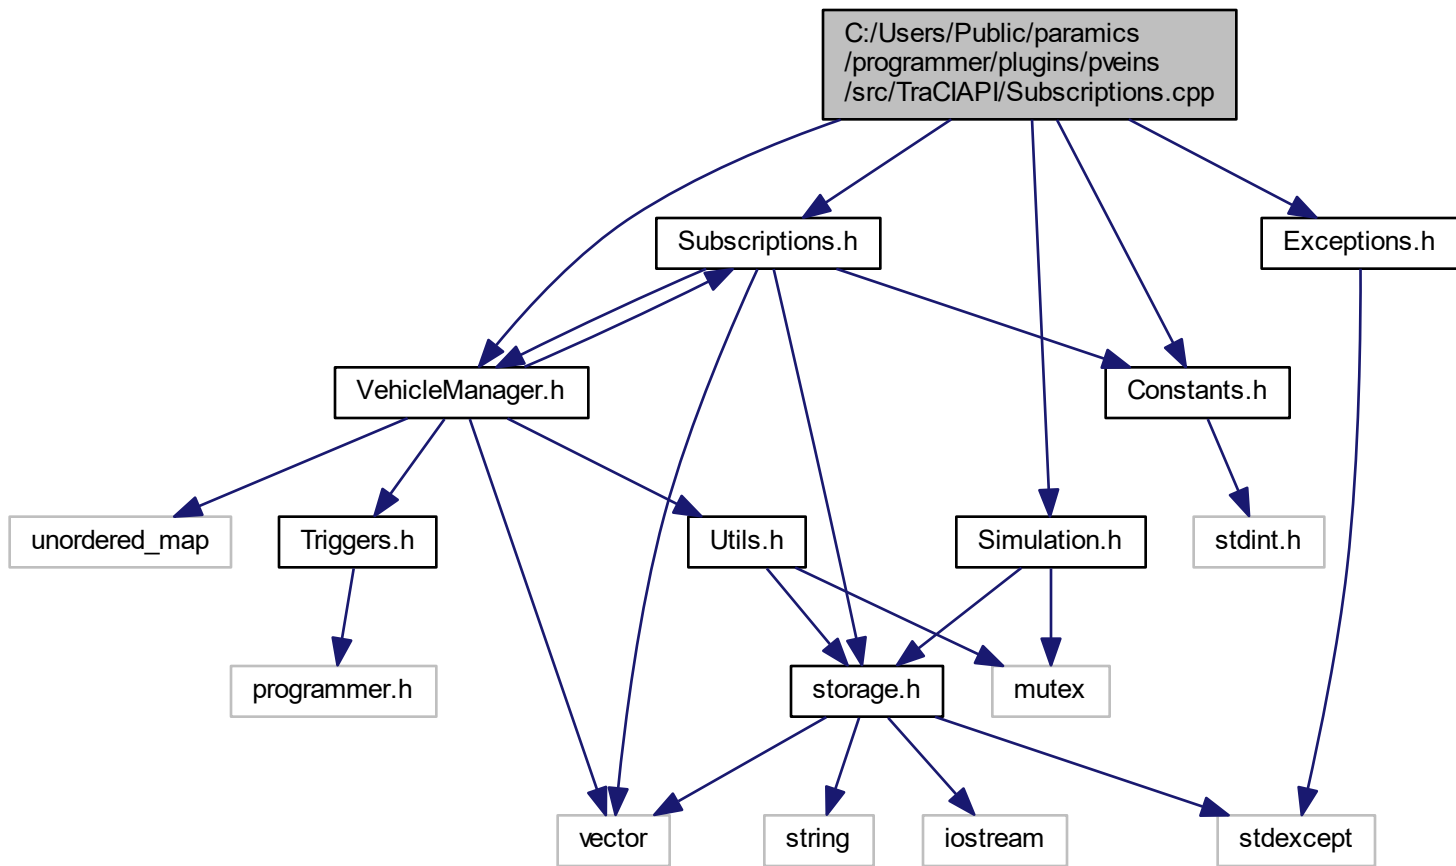 C:/Users/Public/paramics
/programmer/plugins/pveins
/src/TraCIAPI/Subscriptions.cpp
Subscriptions.h
Exceptions.h
VehicleManager.h
Constants.h
unordered_map
Triggers.h
Utils.h
Simulation.h
stdint.h
programmer.h
storage.h
mutex
vector
string
iostream
stdexcept